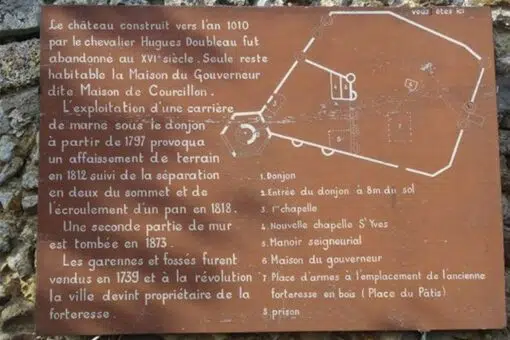 Le château construit vers l'an 1010
par le chevalier Hugues Doubleau fut
abandonné au XVIᵉ siècle. Seule reste
habitable la Maison du Gouverneur
dite Maison de Courcillon.
L'exploitation d'une carrière
de marne sous le donjon
à partir de 1797 provoqua
un affaissement de terrain
en 1812 suivi de la séparation
en deux du sommet et de
l'écroulement d'un pan en 1818.
Une seconde partie de mur
est tombée en 1873.
Les garennes et fossés furent
vendus en 1739 et à la révolution
la ville devint propriétaire de la
forteresse.
vous êtes ici
1. Donjon
2. Entrée du donjon à 8m du sol
3. 1ʳᵉ chapelle
4. Nouvelle chapelle Sᵗ Yves
5. Manoir seigneurial
6. Maison du gouverneur
7. Place d'armes à l'emplacement de l'ancienne
forteresse en bois (Place du Pâtis)
8. prison